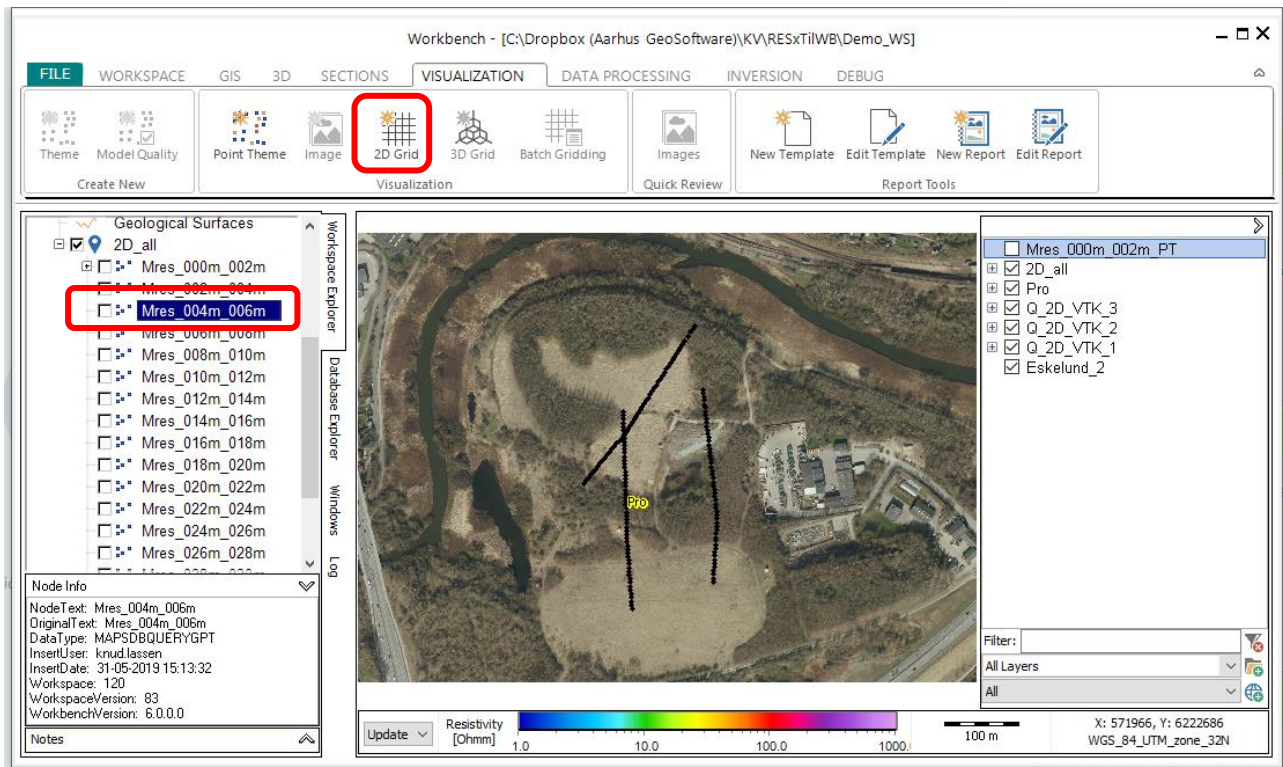 Workbench - [C:\Dropbox (Aarhus GeoSoftware)\KV\RESxTilWB\Demo_WS]
FILE WORKSPACE GIS 3D SECTIONS VISUALIZATION DATA PROCESSING INVERSION DEBUG
Theme Model Quality Point Theme Image 2D Grid 3D Grid Batch Gridding Images New Template Edit Template New Report Edit Report
Create New Visualization Quick Review Report Tools
Geological Surfaces
2D_all
Mres_000m_002m
Mres_002m_004m
Mres_004m_006m
Mres_006m_008m
Mres_008m_010m
Mres_010m_012m
Mres_012m_014m
Mres_014m_016m
Mres_016m_018m
Mres_018m_020m
Mres_020m_022m
Mres_022m_024m
Mres_024m_026m
Mres_026m_028m
Node Info
NodeText: Mres_004m_006m
OriginalText: Mres_004m_006m
DataType: MAPSDBQUERYGPT
InsertUser: knud.lassen
InsertDate: 31-05-2019 15:13:32
Workspace: 120
WorkspaceVersion: 83
WorkbenchVersion: 6.0.0.0
Notes
Workspace Explorer
Database Explorer
Windows
Log
Pro
Mres_000m_002m_PT
2D_all
Pro
Q_2D_VTK_3
Q_2D_VTK_2
Q_2D_VTK_1
Eskelund_2
Filter:
All Layers
All
Update
Resistivity
[Ohmm]
1.0 10.0 100.0 1000.
100 m
X: 571966, Y: 6222686
WGS_84_UTM_zone_32N